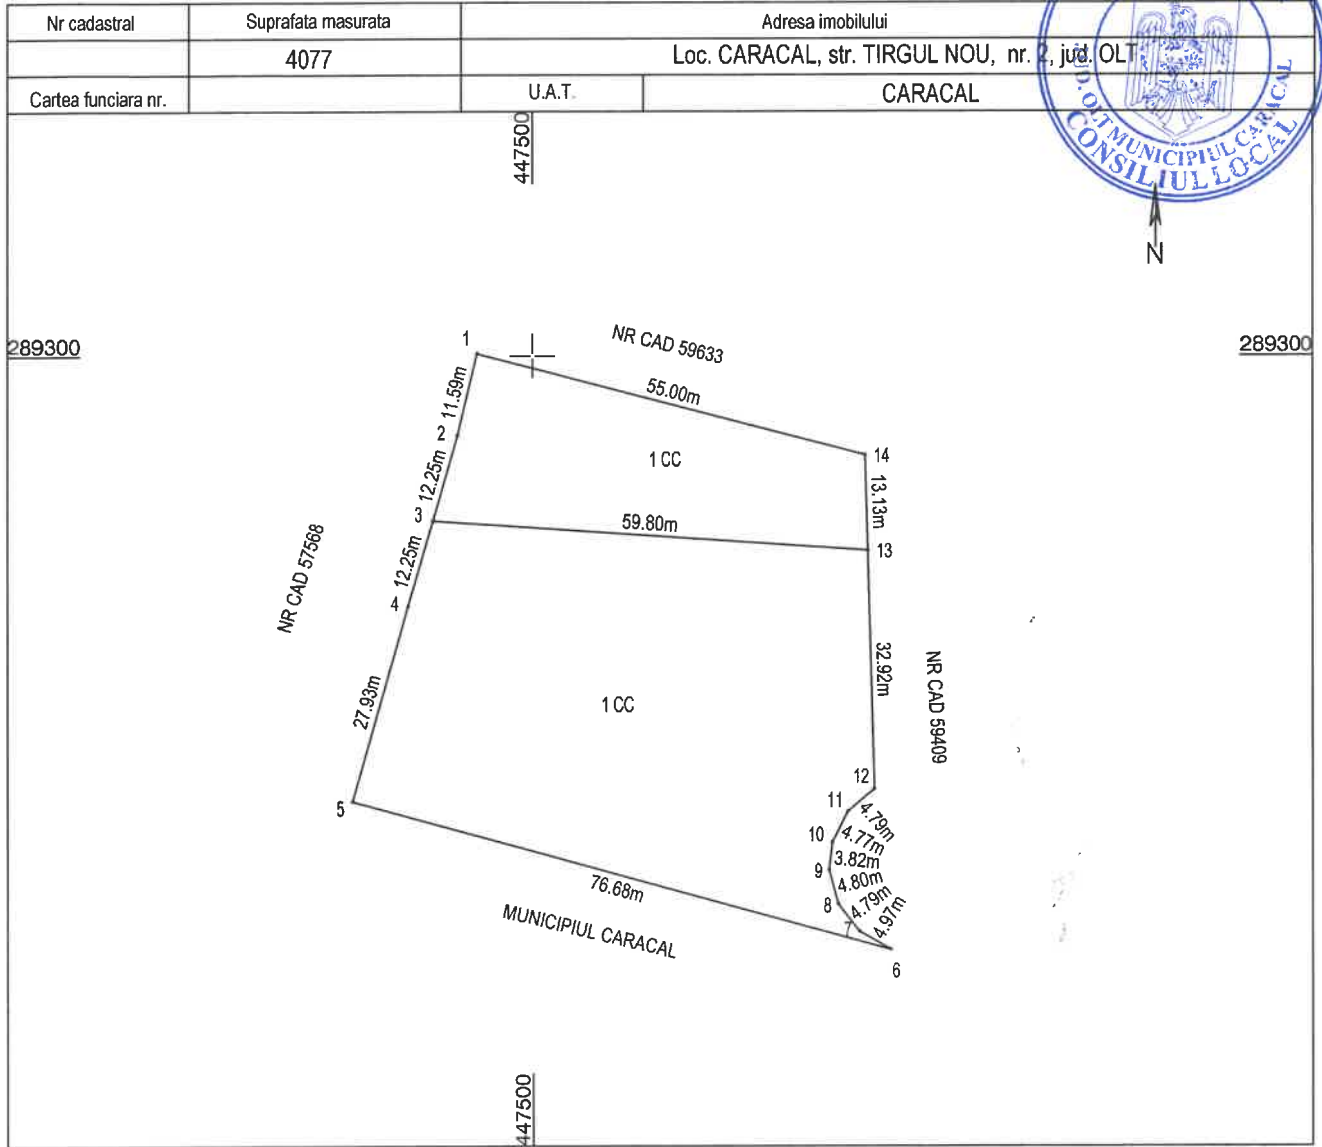 Nr cadastral Suprafata masurata Adresa imobilului
4077 Loc. CARACAL, str. TIRGUL NOU, nr. 2, jud. OLT
Cartea funciara nr. U.A.T. CARACAL
JUD. OLT MUNICIPIUL CARACAL
CONSILIUL LOCAL
447500
N
289300
289300
1
NR CAD 59633
55.00m
11.59m
2
14
1 CC
12.25m
13.13m
3
59.80m
13
NR CAD 57568
12.25m
4
32.92m
NR CAD 59409
27.93m
1 CC
12
5
11
4.79m
10
4.77m
3.82m
9
4.80m
76.68m
8
4.79m
4.97m
7
MUNICIPIUL CARACAL
6
447500